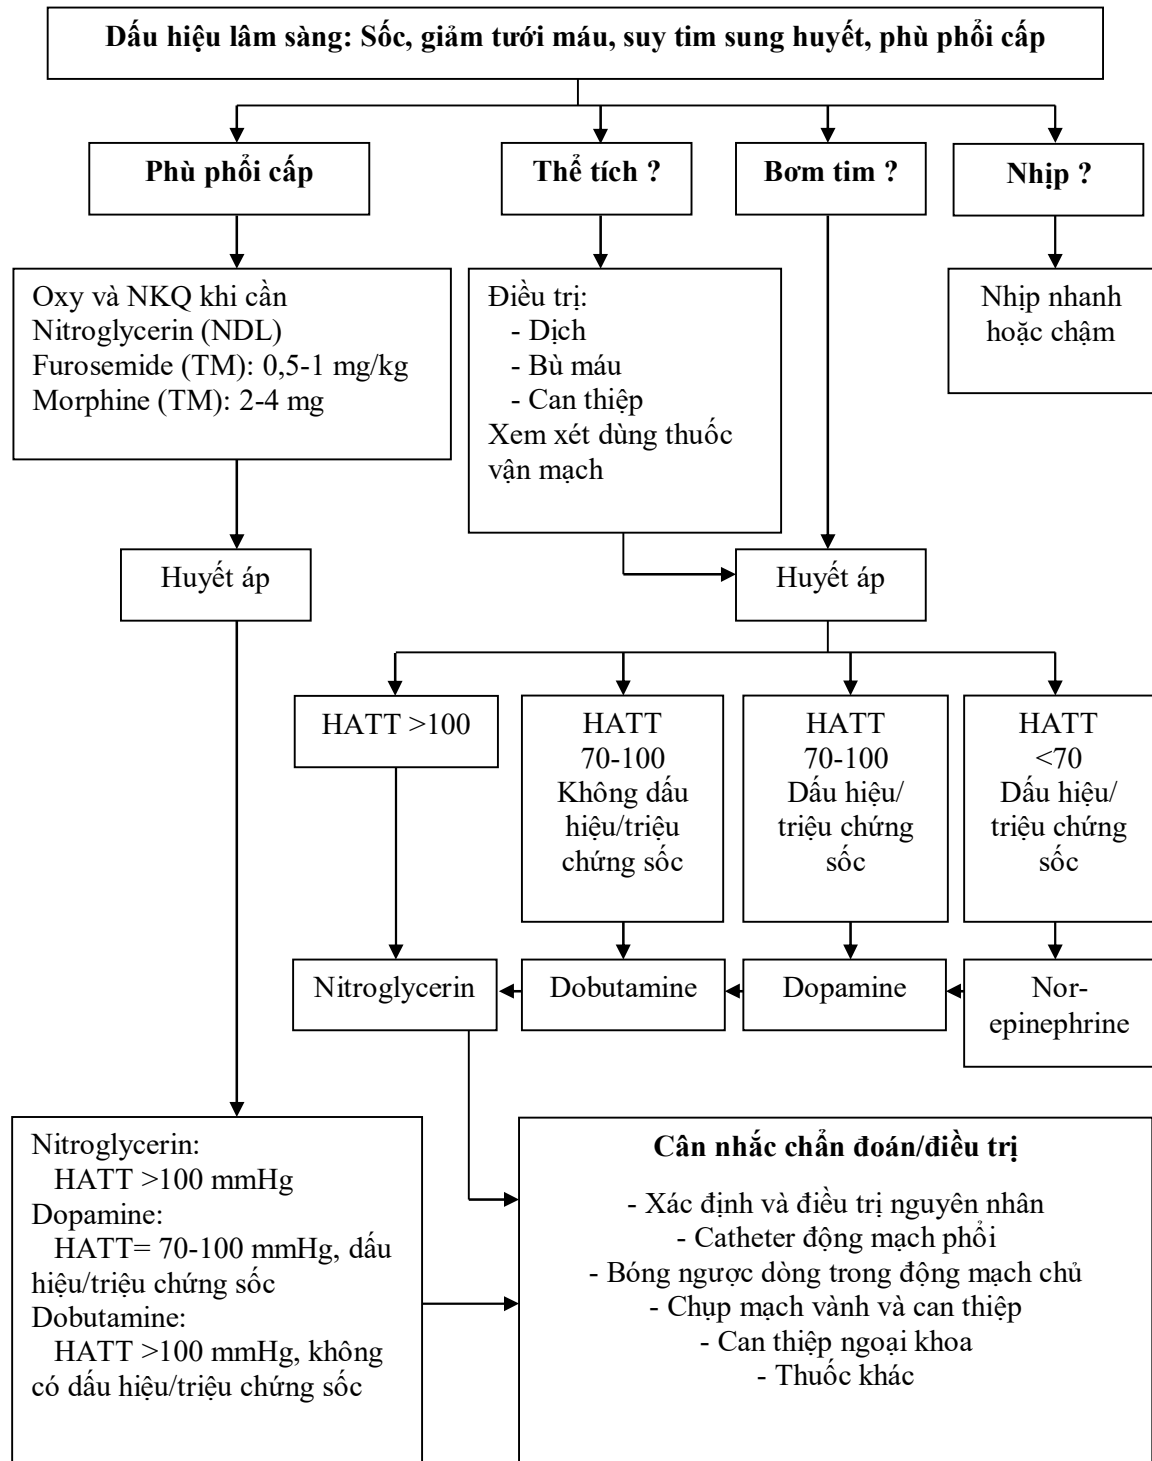 Dấu hiệu lâm sàng: Sốc, giảm tưới máu, suy tim sung huyết, phù phổi cấp
Phù phổi cấp
Thể tích ?
Bơm tim ?
Nhịp ?
Oxy và NKQ khi cần
Nitroglycerin (NDL)
Furosemide (TM): 0,5-1 mg/kg
Morphine (TM): 2-4 mg
Điều trị:
- Dịch
- Bù máu
- Can thiệp
Xem xét dùng thuốc
vận mạch
Nhịp nhanh
hoặc chậm
Huyết áp
Huyết áp
HATT >100
HATT
70-100
Không dấu
hiệu/triệu
chứng sốc
HATT
70-100
Dấu hiệu/
triệu chứng
sốc
HATT
<70
Dấu hiệu/
triệu chứng
sốc
Nitroglycerin
Dobutamine
Dopamine
Nor-
epinephrine
Nitroglycerin:
HATT >100 mmHg
Dopamine:
HATT= 70-100 mmHg, dấu
hiệu/triệu chứng sốc
Dobutamine:
HATT >100 mmHg, không
có dấu hiệu/triệu chứng sốc
Cân nhắc chẩn đoán/điều trị
- Xác định và điều trị nguyên nhân
- Catheter động mạch phổi
- Bóng ngược dòng trong động mạch chủ
- Chụp mạch vành và can thiệp
- Can thiệp ngoại khoa
- Thuốc khác